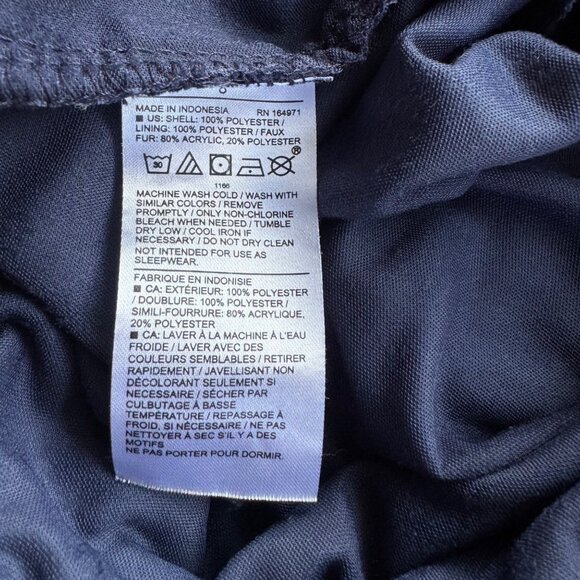 MADE IN INDONESIA RN 164971
■ US: SHELL: 100% POLYESTER /
LINING: 100% POLYESTER / FAUX
FUR: 80% ACRYLIC, 20% POLYESTER
30 ®
1166
MACHINE WASH COLD / WASH WITH
SIMILAR COLORS / REMOVE
PROMPTLY / ONLY NON-CHLORINE
BLEACH WHEN NEEDED / TUMBLE
DRY LOW / COOL IRON IF
NECESSARY / DO NOT DRY CLEAN
NOT INTENDED FOR USE AS
SLEEPWEAR.
FABRIQUE EN INDONISIE
■ CA: EXTÉRIEUR: 100% POLYESTER
/ DOUBLURE: 100% POLYESTER /
SIMILI-FOURRURE: 80% ACRYLIQUE,
20% POLYESTER
■ CA: LAVER À LA MACHINE À L'EAU
FROIDE / LAVER AVEC DES
COULEURS SEMBLABLES / RETIRER
RAPIDEMENT / JAVELLISANT NON
DÉCOLORANT SEULEMENT SI
NÉCESSAIRE / SÉCHER PAR
CULBUTAGE À BASSE
TEMPÉRATURE / REPASSAGE À
FROID, SI NÉCESSAIRE / NE PAS
NETTOYER À SEC S'IL Y A DES
MOTIFS
NE PAS PORTER POUR DORMIR.